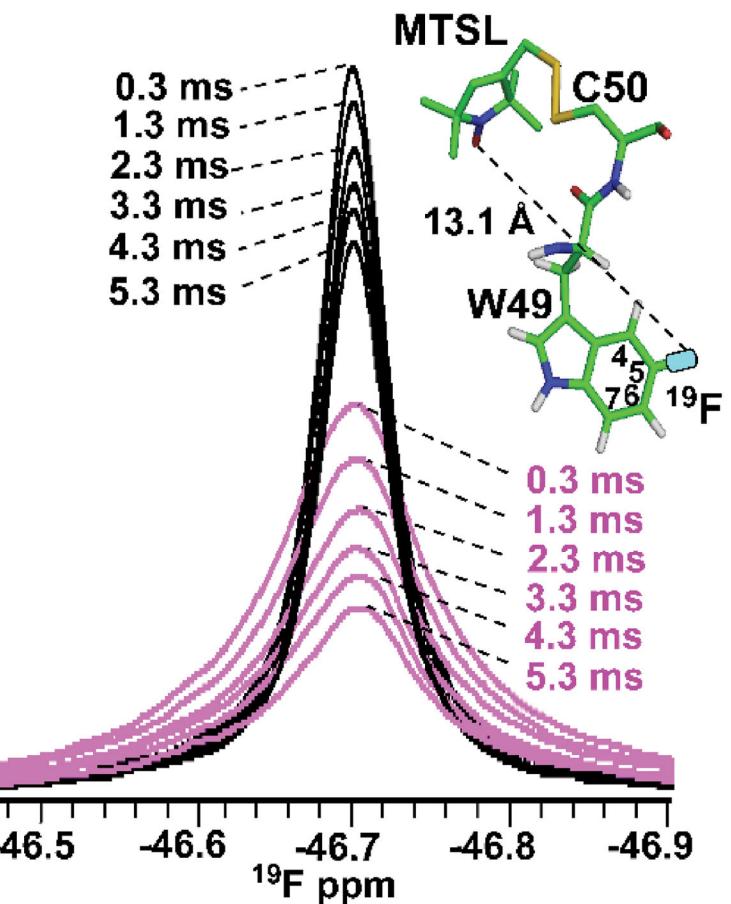 MTSL
C50
0.3 ms
1.3 ms
2.3 ms
3.3 ms
4.3 ms
5.3 ms
13.1 Å
W49
4
5
6
7
¹⁹F
0.3 ms
1.3 ms
2.3 ms
3.3 ms
4.3 ms
5.3 ms
46.5 -46.6 -46.7 -46.8 -46.9
¹⁹F ppm